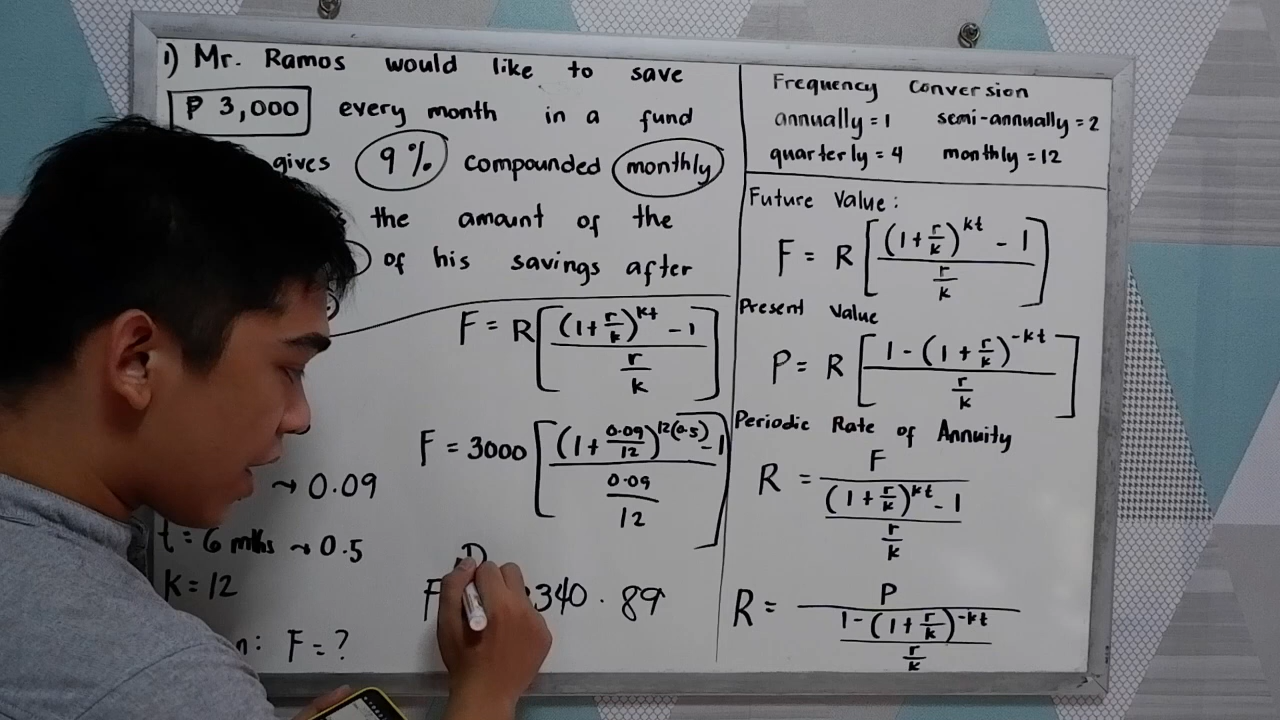 1) Mr. Ramos would like to save
₱ 3,000 every month in a fund
gives 9% compounded monthly
the amount of the
of his savings after
F = R[((1+r/k)^kt - 1)/(r/k)]
F = 3000[((1+0.09/12)^12(0.5) - 1)/(0.09/12)]
→ 0.09
t = 6 mths → 0.5
k = 12
F 340.89
F = ?
Frequency Conversion
annually = 1 semi-annually = 2
quarterly = 4 monthly = 12
Future Value:
F = R[((1+r/k)^kt - 1)/(r/k)]
Present Value
P = R[(1-(1+r/k)^-kt)/(r/k)]
Periodic Rate of Annuity
R = F/(((1+r/k)^kt - 1)/(r/k))
R = P/((1-(1+r/k)^-kt)/(r/k))